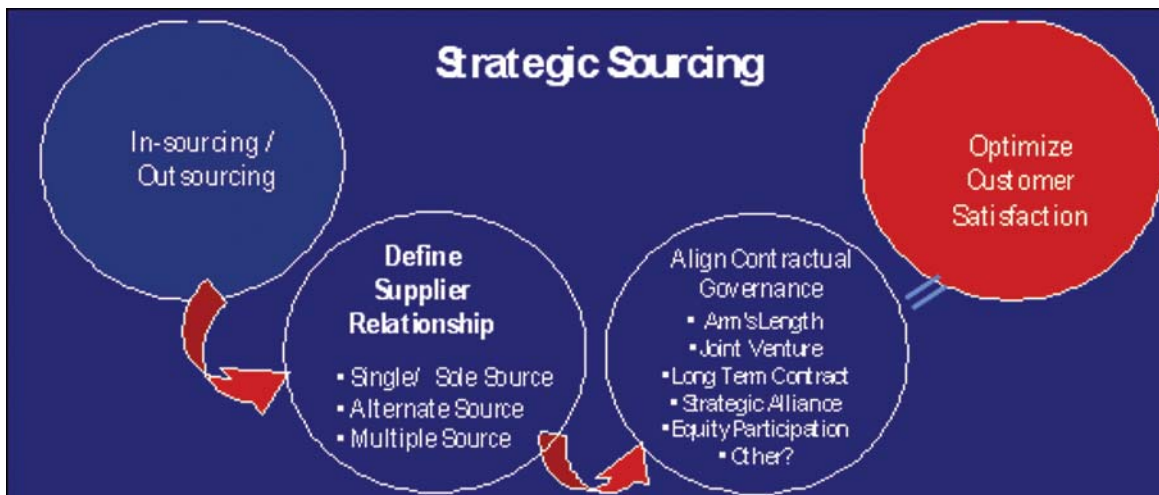 Strategic Sourcing
In-sourcing /
Outsourcing
Define
Supplier
Relationship
▪ Single/ Sole Source
▪ Alternate Source
▪ Multiple Source
Align Contractual
Governance
▪ Arm's Length
▪ Joint Venture
▪ Long Term Contract
▪ Strategic Alliance
▪ Equity Participation
▪ Other?
Optimize
Customer
Satisfaction